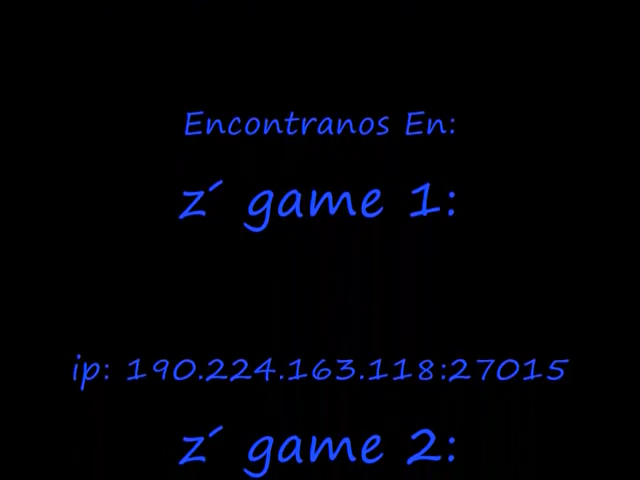 Encontranos En:
z´ game 1:
ip: 190.224.163.118:27015
z´ game 2: